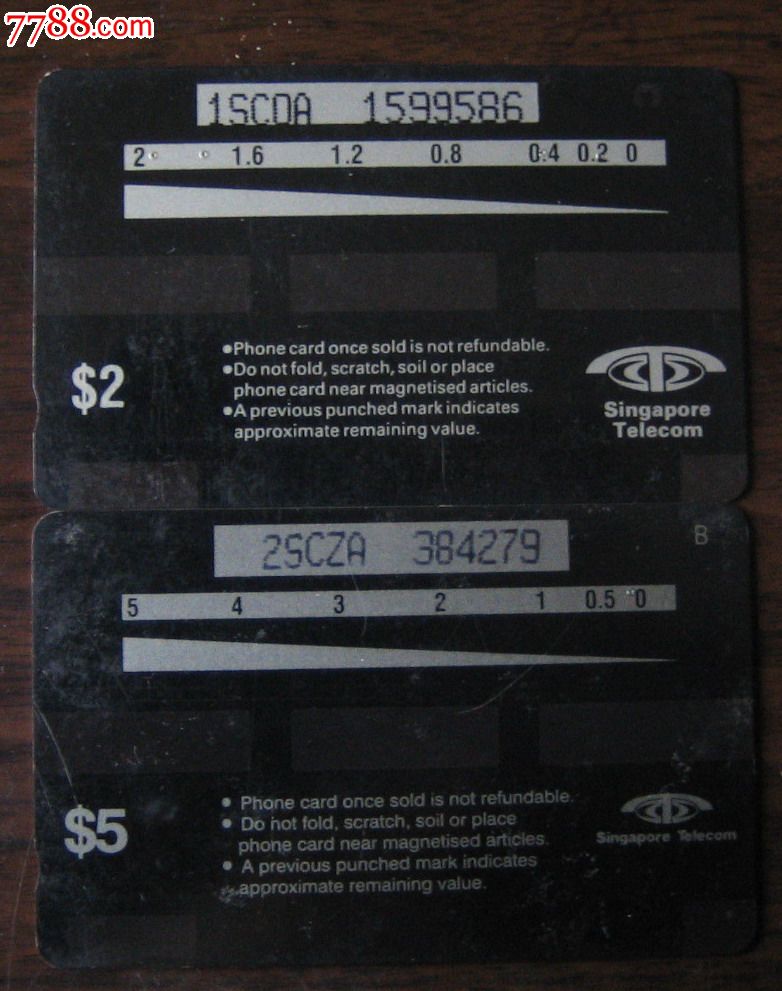 7788.com
1SCDA 1599586
2 1.6 1.2 0.8 0.4 0.2 0
•Phone card once sold is not refundable.
•Do not fold, scratch, soil or place
phone card near magnetised articles.
•A previous punched mark indicates
approximate remaining value.
$2
Singapore
Telecom
B
2SCZA 384279
5 4 3 2 1 0.5 0
• Phone card once sold is not refundable.
• Do not fold, scratch, soil or place
phone card near magnetised articles.
• A previous punched mark indicates
approximate remaining value.
$5
Singapore Telecom